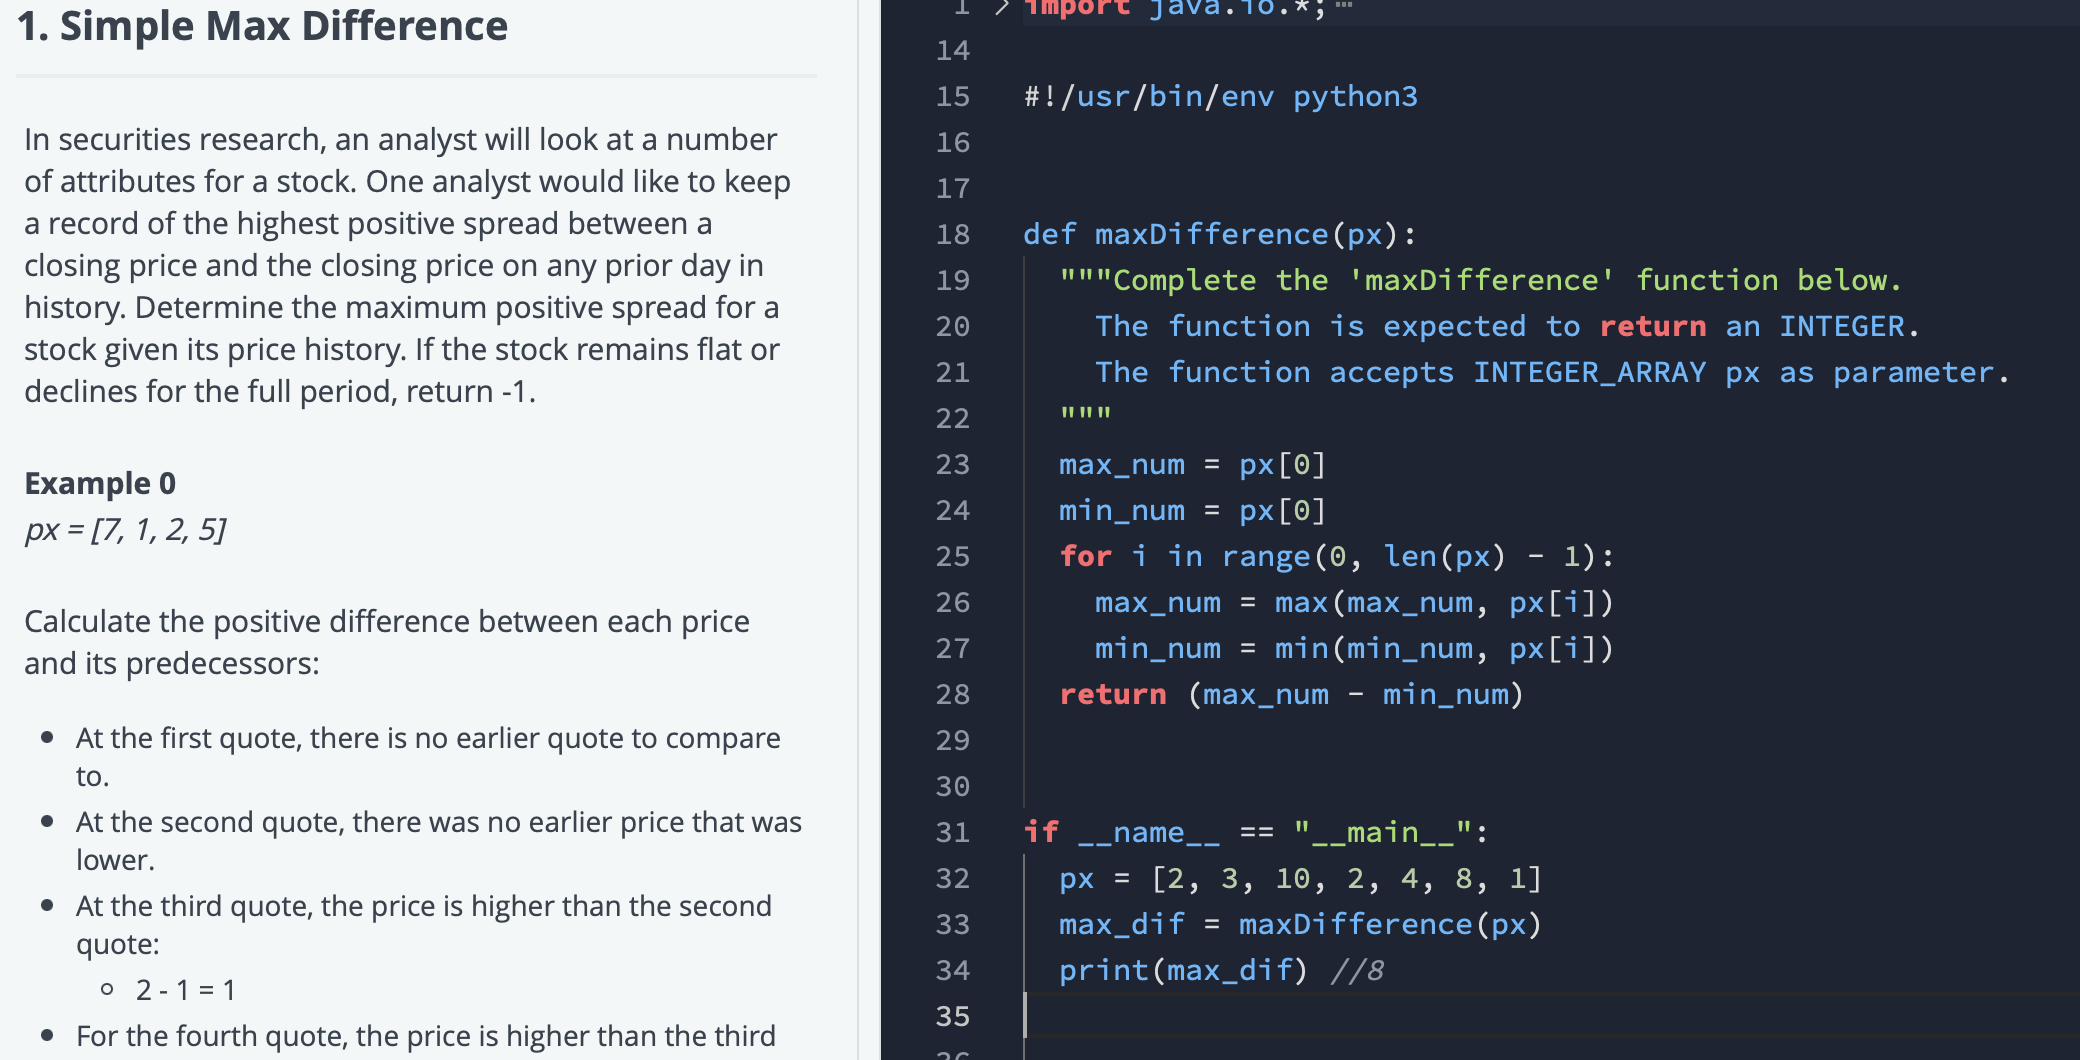 1. Simple Max Difference
In securities research, an analyst will look at a number
of attributes for a stock. One analyst would like to keep
a record of the highest positive spread between a
closing price and the closing price on any prior day in
history. Determine the maximum positive spread for a
stock given its price history. If the stock remains flat or
declines for the full period, return -1.
Example 0
px = [7, 1, 2, 5]
Calculate the positive difference between each price
and its predecessors:
• At the first quote, there is no earlier quote to compare
to.
• At the second quote, there was no earlier price that was
lower.
• At the third quote, the price is higher than the second
quote:
○ 2 - 1 = 1
• For the fourth quote, the price is higher than the third
1 > import java.io.*;…
14
15 #!/usr/bin/env python3
16
17
18 def maxDifference(px):
19   """Complete the 'maxDifference' function below.
20     The function is expected to return an INTEGER.
21     The function accepts INTEGER_ARRAY px as parameter.
22   """
23   max_num = px[0]
24   min_num = px[0]
25   for i in range(0, len(px) - 1):
26     max_num = max(max_num, px[i])
27     min_num = min(min_num, px[i])
28   return (max_num - min_num)
29
30
31 if __name__ == "__main__":
32   px = [2, 3, 10, 2, 4, 8, 1]
33   max_dif = maxDifference(px)
34   print(max_dif) //8
35
36